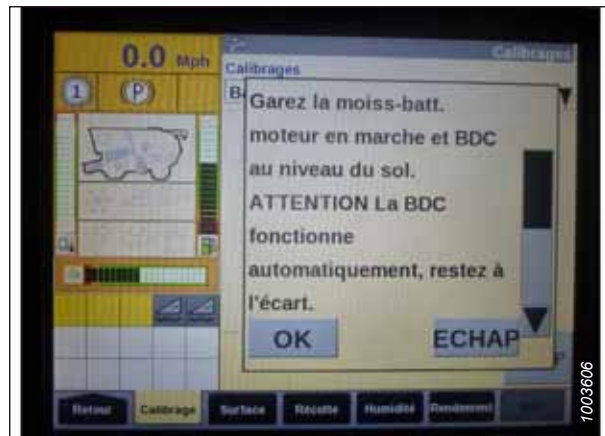 0.0 Mph
Calibrages
Calibrages
1
(P)
B
Garez la moiss-batt.
moteur en marche et BDC
au niveau du sol.
ATTENTION La BDC
fonctionne
automatiquement, restez à
l'écart.
OK
ECHAP
P
Retour
Calibrage
Surface
Récolte
Humidité
Rendement
1003606